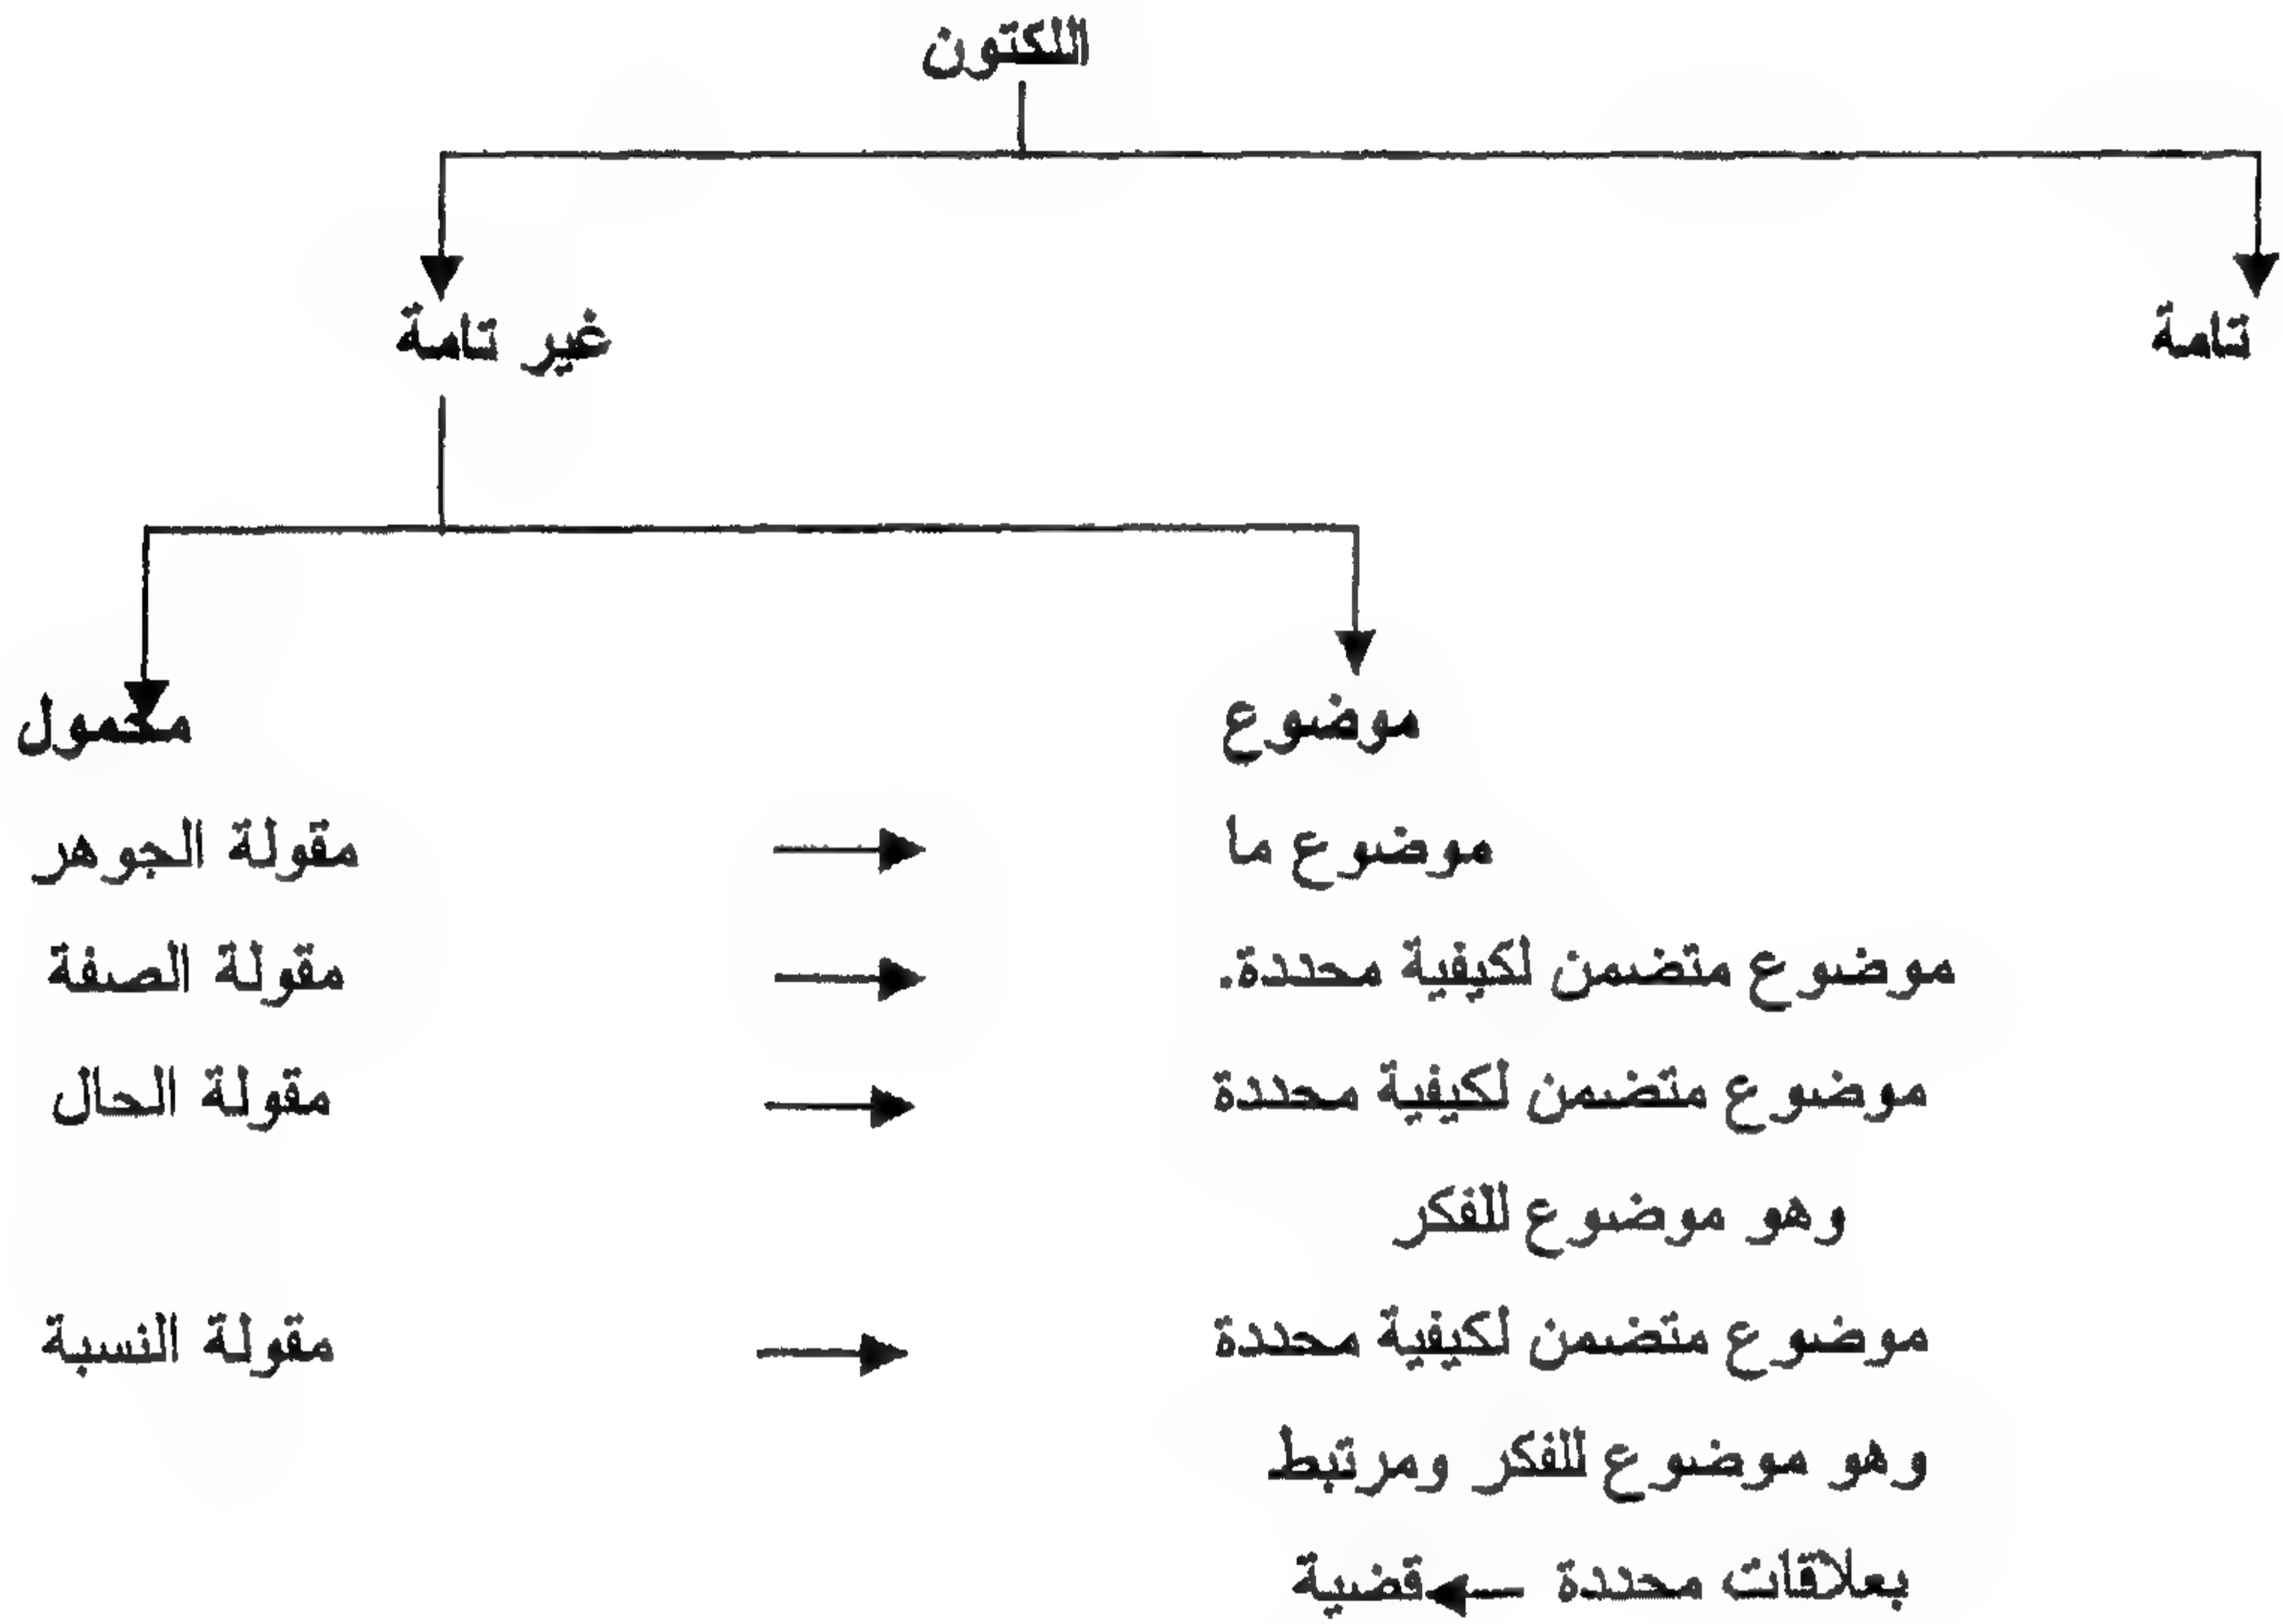 اللكتون
تامة
غير تامة
موضوع
محمول
موضوع ما
مقولة الجوهر
موضوع متضمن لكيفية محددة.
مقولة الصفة
موضوع متضمن لكيفية محددة
مقولة الحال
وهو موضوع للفكر
موضوع متضمن لكيفية محددة
مقولة النسبة
وهو موضوع للفكر ومرتبط
بعلاقات محددة
قضية